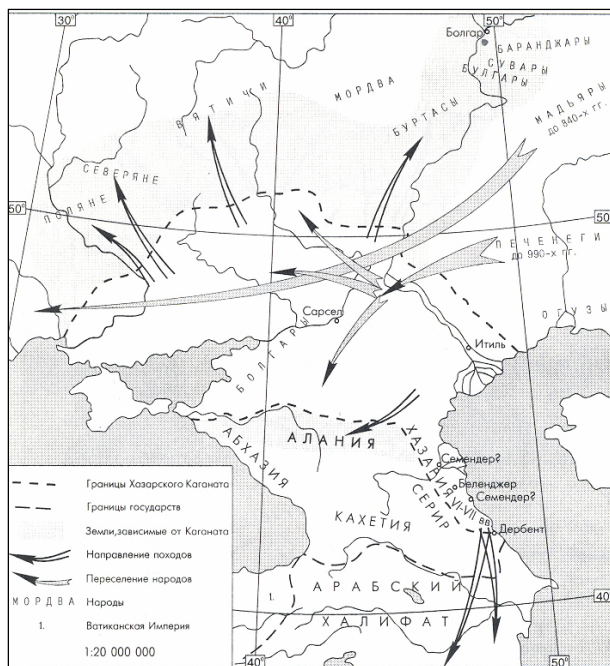 30°
40°
50°
Болгар
БАРАНДЖАРЫ
СУВАРЫ
БУЛГАРЫ
МОРДВА
ВЯТИЧИ
БУРТАСЫ
МАДЬЯРЫ
до 840-х гг.
СЕВЕРЯНЕ
ПОЛЯНЕ
50°
50°
ПЕЧЕНЕГИ
до 990-х гг.
ОГУЗЫ
Саркел
Итиль
БОЛГАРЫ
АЛАНИЯ
АБХАЗИЯ
ХАЗАРИЯ
VI-VII вв
Семендер?
Беленджер
Семендер?
СЕРИР
КАХЕТИЯ
Дербент
АРАБСКИЙ
ХАЛИФАТ
1.
40°
40°
50°
Границы Хазарского Каганата
Границы государств
Земли,зависимые от Каганата
Направление походов
Переселение народов
МОРДВА Народы
1. Ватиканская Империя
1:20 000 000